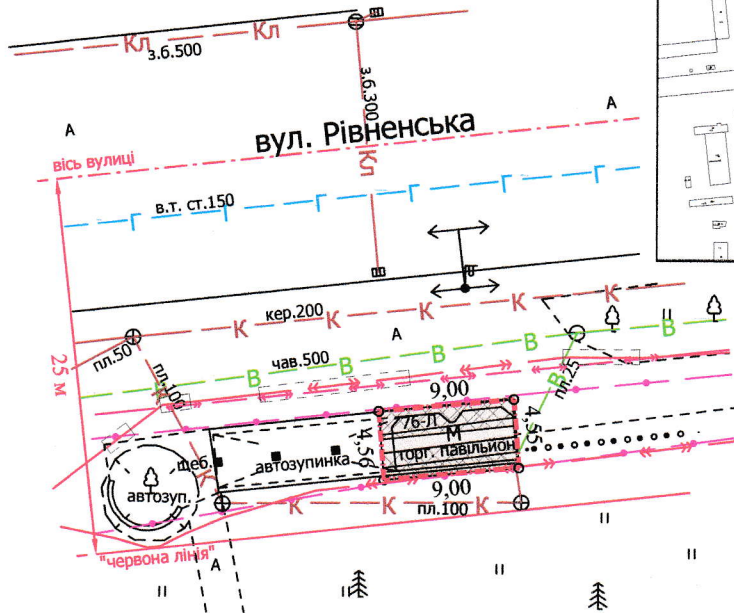 Кл
Кл
з.б.500
з.б.300
А
А
вул. Рівненська
вісь вулиці
Кл
в.т. ст.150
Г
Г
Г
Г
Г
Г
кер.200
К
К
К
К
К
К
А
пл.50
пл.100
чав.500
В
В
В
В
В
В
пл.25
25 м
9,00
76-Л
М
торг. павільйон
4,56
4,55
щеб.
автозупинка
автозуп.
К
9,00
пл.100
К
К
К
"червона лінія"
А